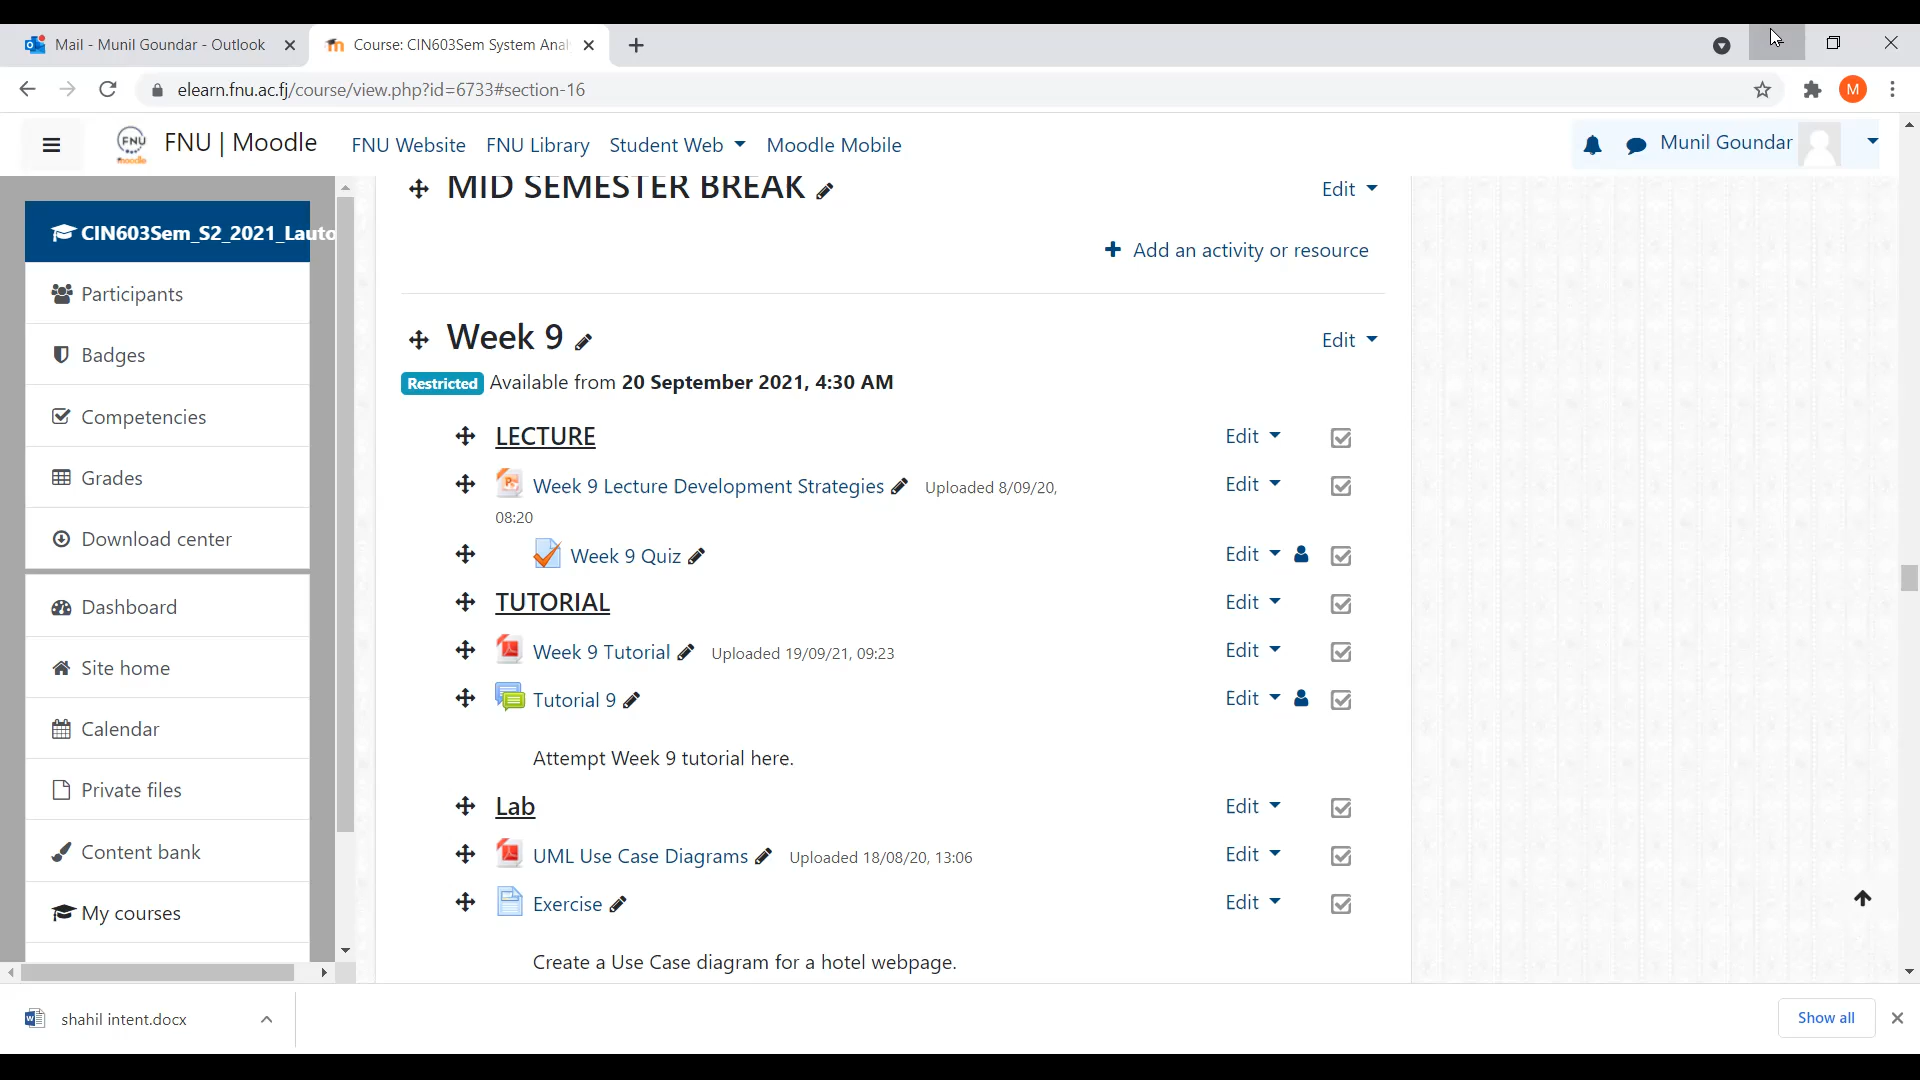 Mail - Munil Goundar - Outlook
Course: CIN603Sem System Anal
elearn.fnu.ac.fj/course/view.php?id=6733#section-16
M
FNU
moodle
FNU | Moodle
FNU Website
FNU Library
Student Web
Moodle Mobile
Munil Goundar
CIN603Sem_S2_2021_Lauto
Participants
Badges
Competencies
Grades
Download center
Dashboard
Site home
Calendar
Private files
Content bank
My courses
MID SEMESTER BREAK
Edit
Add an activity or resource
Week 9
Edit
Restricted Available from 20 September 2021, 4:30 AM
LECTURE
Edit
Week 9 Lecture Development Strategies Uploaded 8/09/20,
08:20
Edit
Week 9 Quiz
Edit
TUTORIAL
Edit
Week 9 Tutorial Uploaded 19/09/21, 09:23
Edit
Tutorial 9
Edit
Attempt Week 9 tutorial here.
Lab
Edit
UML Use Case Diagrams Uploaded 18/08/20, 13:06
Edit
Exercise
Edit
Create a Use Case diagram for a hotel webpage.
shahil intent.docx
Show all